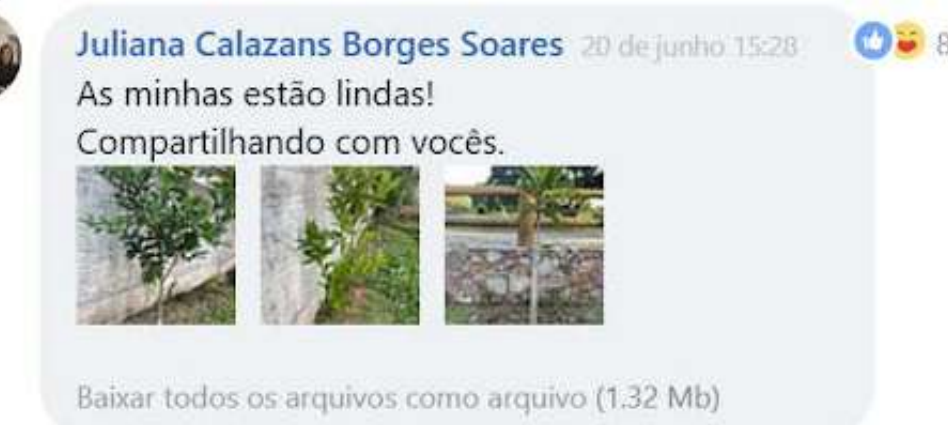 Juliana Calazans Borges Soares 20 de junho 15:28
8
As minhas estão lindas!
Compartilhando com vocês.
Baixar todos os arquivos como arquivo (1.32 Mb)